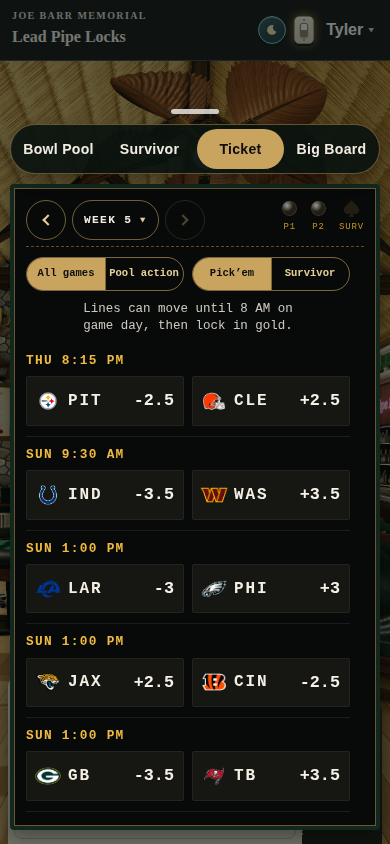 JOE BARR MEMORIAL
Lead Pipe Locks
Tyler ▾
Bowl Pool Survivor Ticket Big Board
WEEK 5 ▾
P1 P2 SURV
All games Pool action Pick’em Survivor
Lines can move until 8 AM on
game day, then lock in gold.
THU 8:15 PM
PIT -2.5 CLE +2.5
SUN 9:30 AM
IND -3.5 WAS +3.5
SUN 1:00 PM
LAR -3 PHI +3
SUN 1:00 PM
JAX +2.5 CIN -2.5
SUN 1:00 PM
GB -3.5 TB +3.5